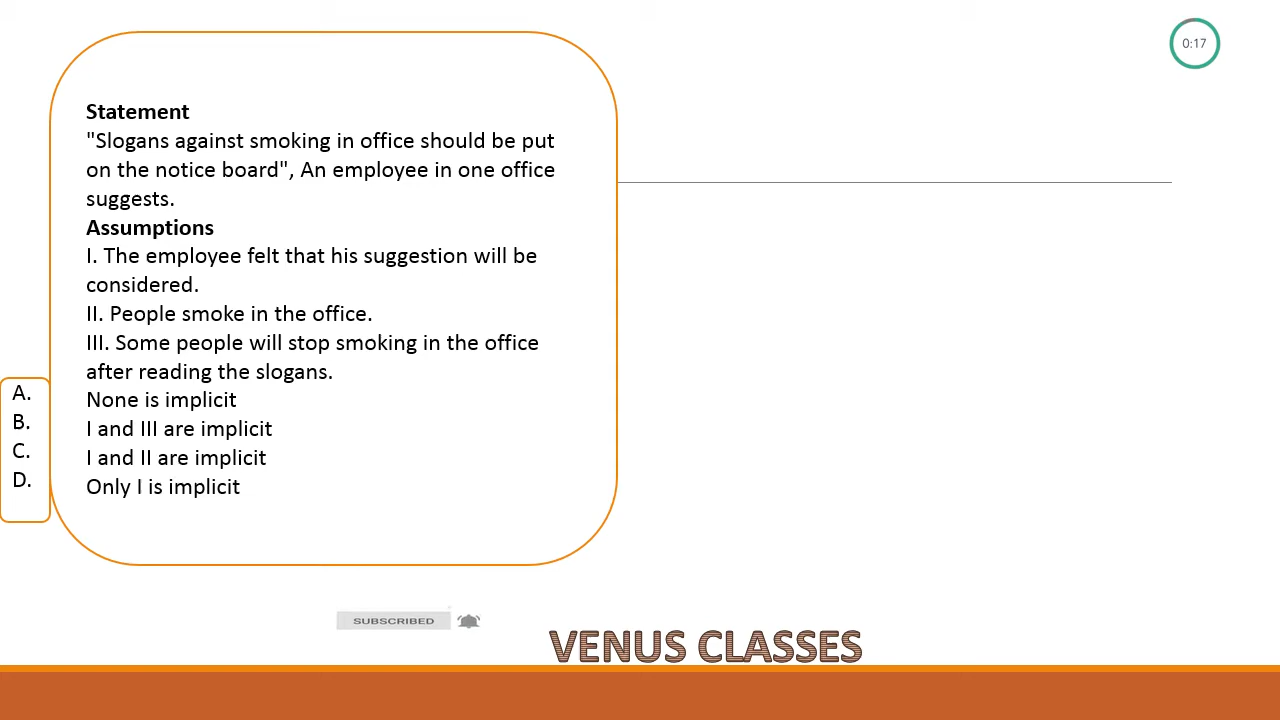 0:17
Statement
"Slogans against smoking in office should be put
on the notice board", An employee in one office
suggests.
Assumptions
I. The employee felt that his suggestion will be
considered.
II. People smoke in the office.
III. Some people will stop smoking in the office
after reading the slogans.
A. None is implicit
B. I and III are implicit
C. I and II are implicit
D. Only I is implicit
SUBSCRIBED
VENUS CLASSES